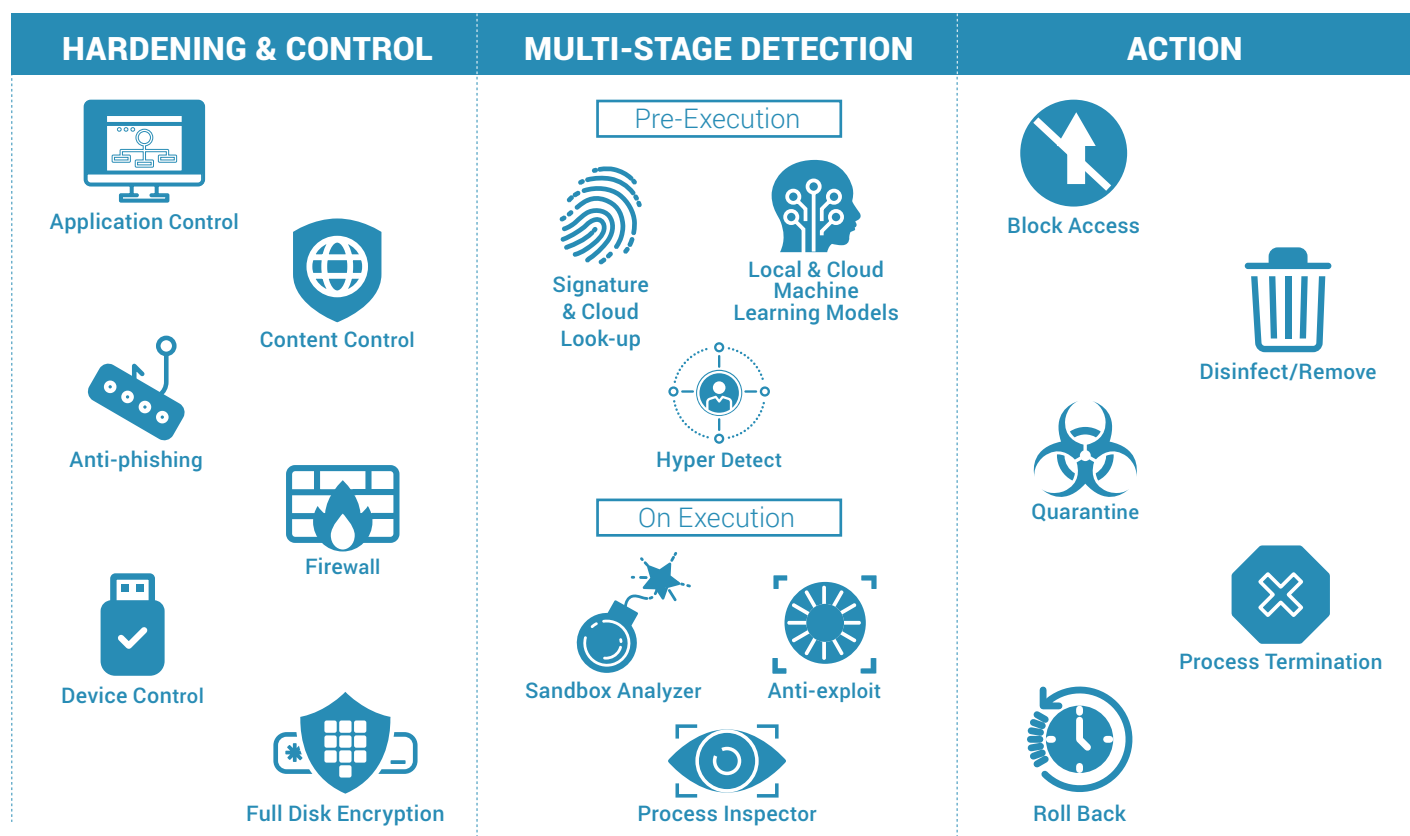 HARDENING & CONTROL
Application Control
Content Control
Anti-phishing
Firewall
Device Control
Full Disk Encryption
MULTI-STAGE DETECTION
Pre-Execution
Signature
& Cloud
Look-up
Local & Cloud
Machine
Learning Models
Hyper Detect
On Execution
Sandbox Analyzer
Anti-exploit
Process Inspector
ACTION
Block Access
Disinfect/Remove
Quarantine
Process Termination
Roll Back